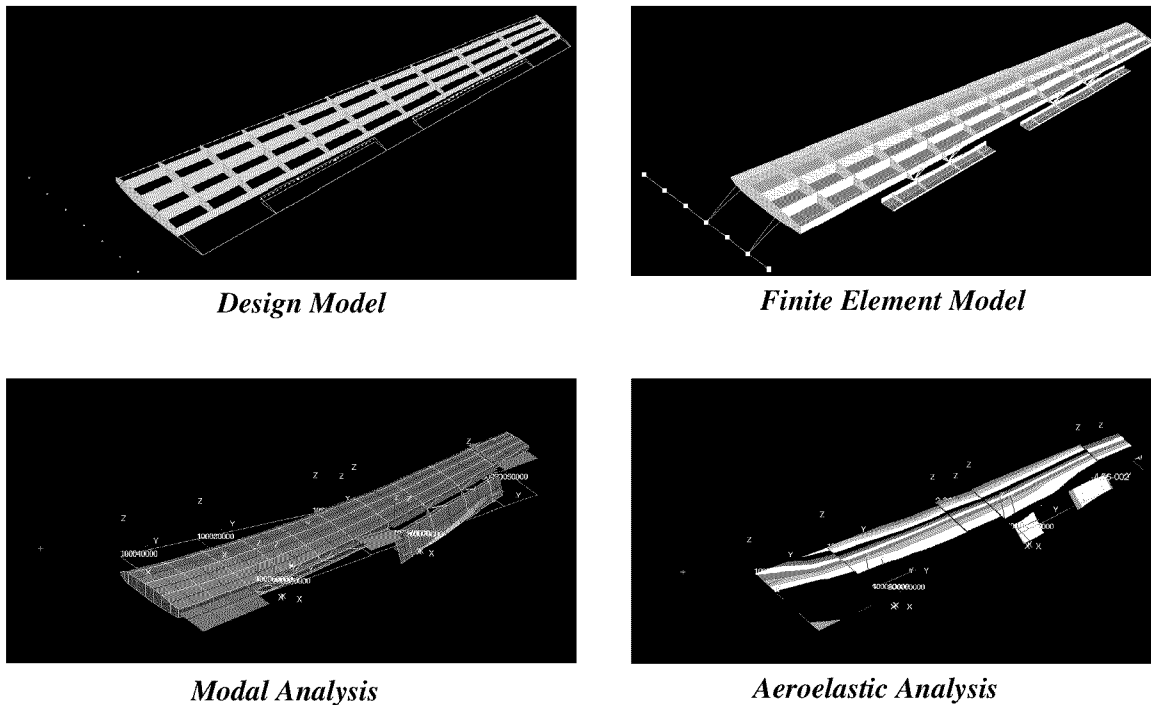 Design Model
Finite Element Model
Z
Z
Z
Z
Z
Z
Y
Y
Y
X
X
Modal Analysis
Z
Z
Z
Z
Z
Z
Z
Y
Y
Y
Y
Y
X
X
Aeroelastic Analysis